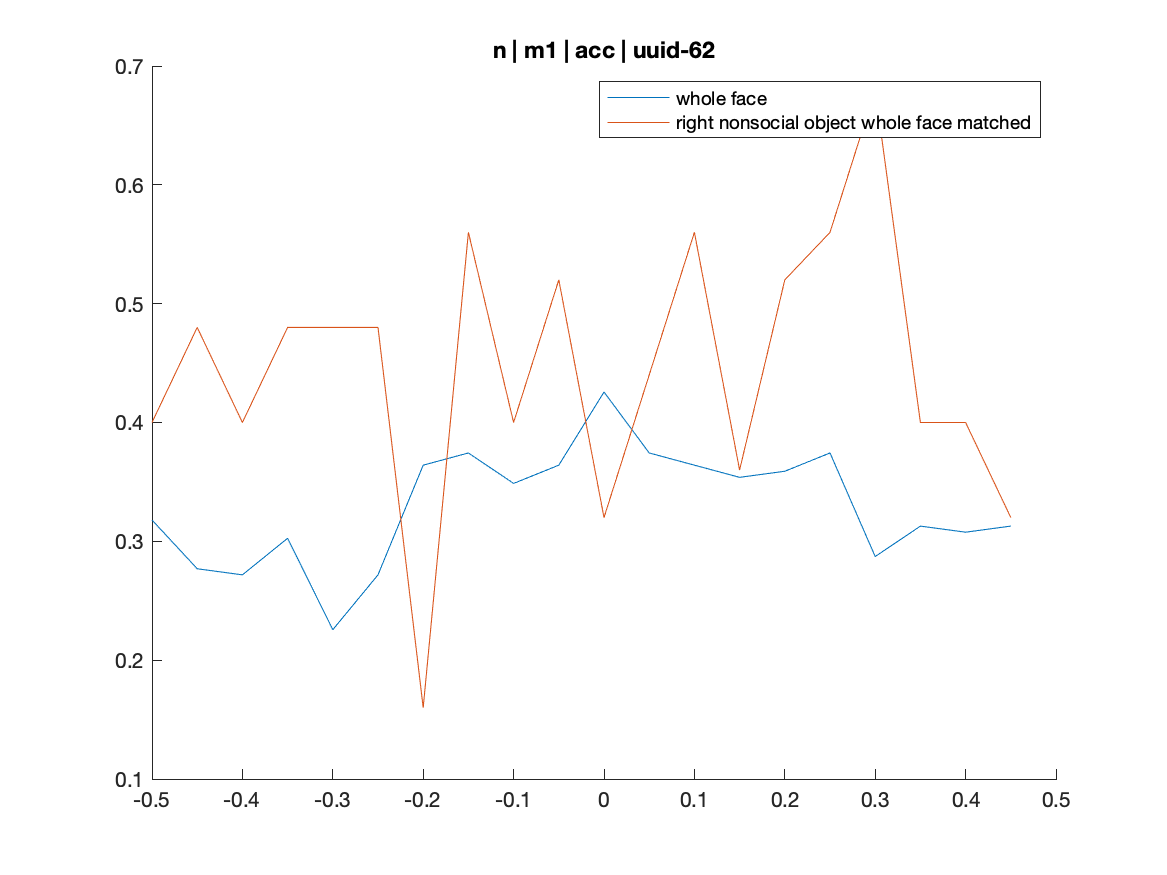 n | m1 | acc | uuid-62
whole face
right nonsocial object whole face matched
0.7
0.6
0.5
0.4
0.3
0.2
0.1
-0.5 -0.4 -0.3 -0.2 -0.1 0 0.1 0.2 0.3 0.4 0.5